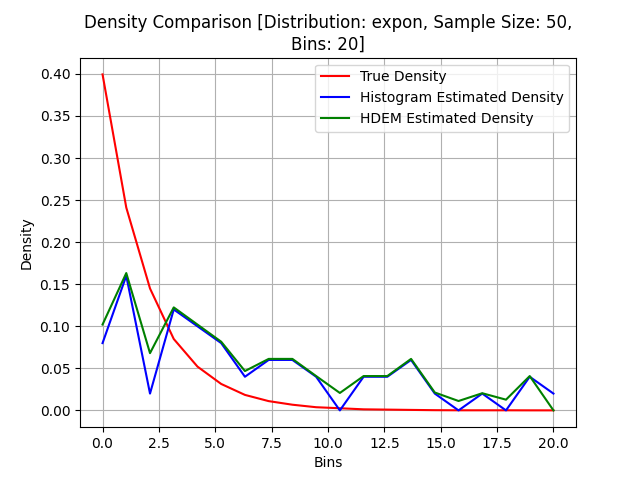 Density Comparison [Distribution: expon, Sample Size: 50,
Bins: 20]
True Density
Histogram Estimated Density
HDEM Estimated Density
Density
0.40
0.35
0.30
0.25
0.20
0.15
0.10
0.05
0.00
0.0 2.5 5.0 7.5 10.0 12.5 15.0 17.5 20.0
Bins